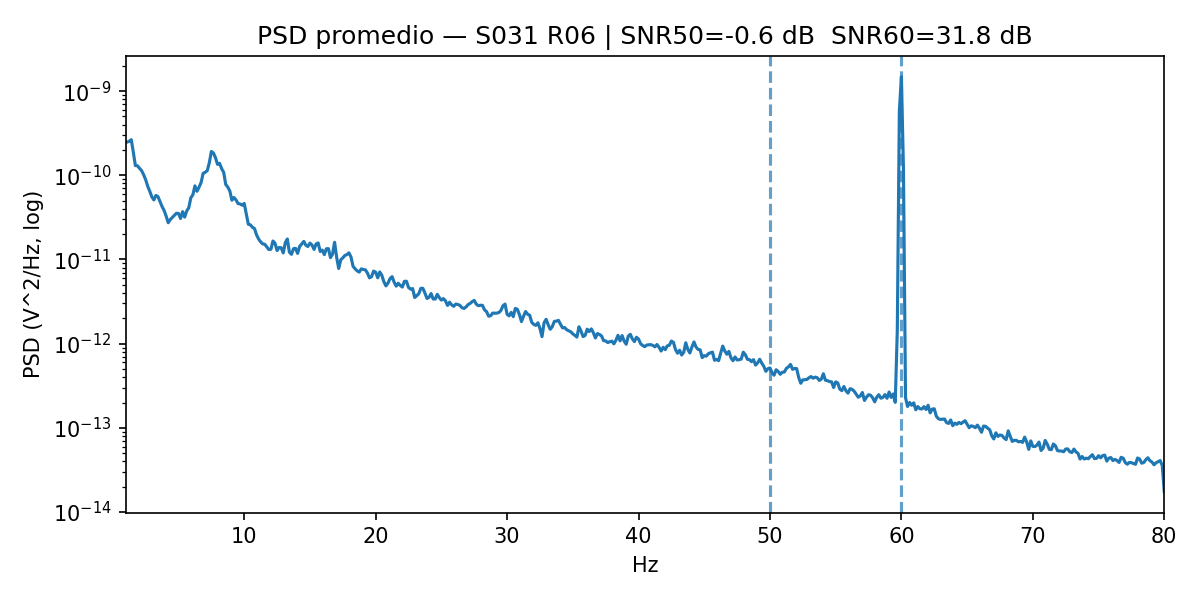 PSD promedio — S031 R06 | SNR50=-0.6 dB  SNR60=31.8 dB
PSD (V^2/Hz, log)
10⁻⁹
10⁻¹⁰
10⁻¹¹
10⁻¹²
10⁻¹³
10⁻¹⁴
10 20 30 40 50 60 70 80
Hz